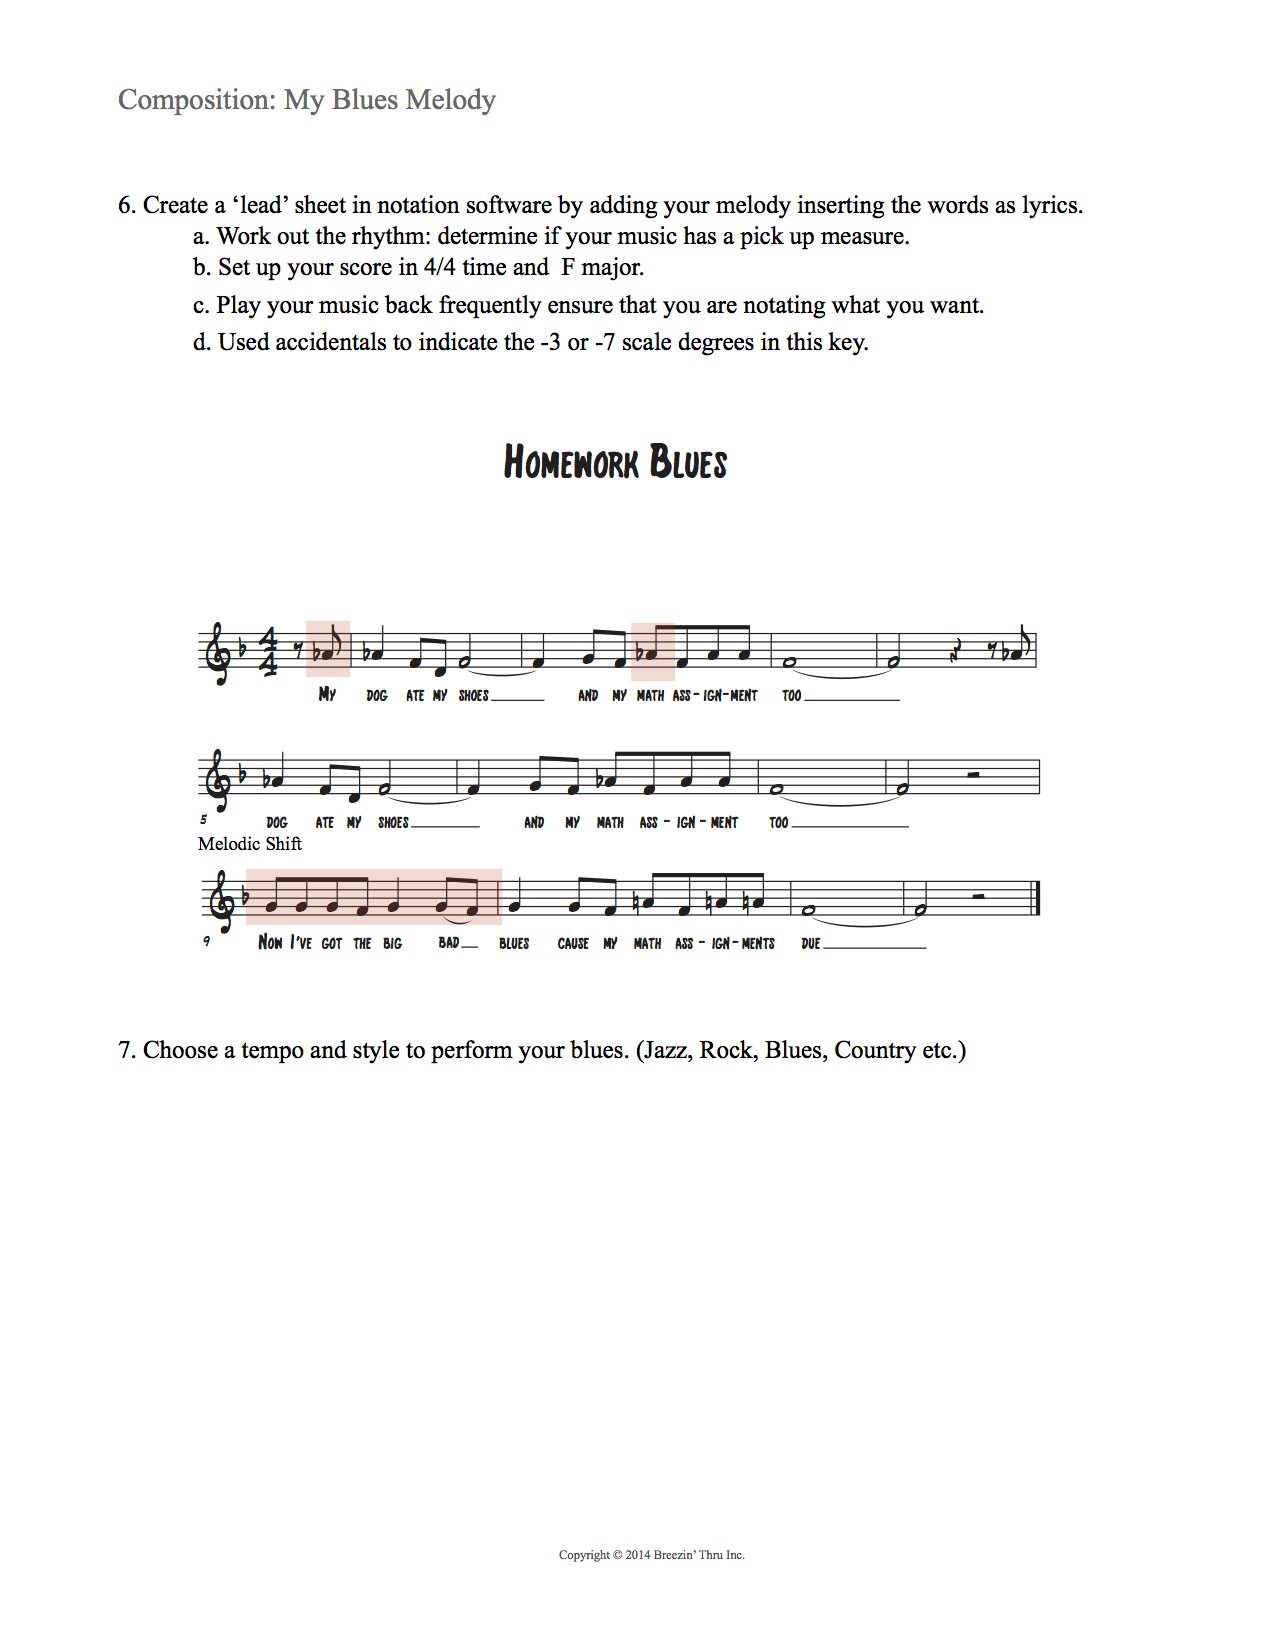 Composition: My Blues Melody
6. Create a ‘lead’ sheet in notation software by adding your melody inserting the words as lyrics.
a. Work out the rhythm: determine if your music has a pick up measure.
b. Set up your score in 4/4 time and  F major.
c. Play your music back frequently ensure that you are notating what you want.
d. Used accidentals to indicate the -3 or -7 scale degrees in this key.
HOMEWORK BLUES
4
4
MY DOG ATE MY SHOES______ AND MY MATH ASS - IGN-MENT TOO __________
5
DOG ATE MY SHOES________ AND MY MATH ASS - IGN - MENT TOO ____________
Melodic Shift
9
NOW I'VE GOT THE BIG BAD__ BLUES CAUSE MY MATH ASS - IGN-MENTS DUE___________
7. Choose a tempo and style to perform your blues. (Jazz, Rock, Blues, Country etc.)
Copyright © 2014 Breezin’ Thru Inc.